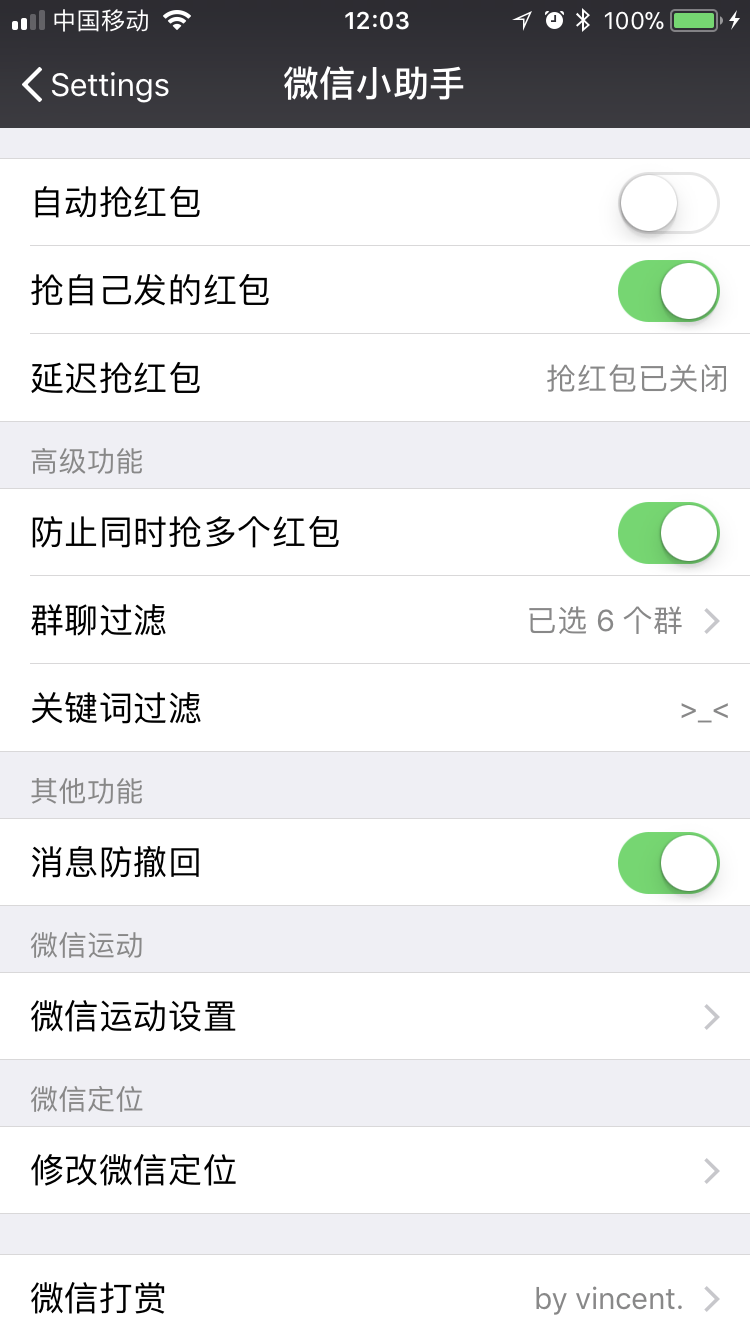 中国移动 12:03 100%
Settings 微信小助手
自动抢红包
抢自己发的红包
延迟抢红包 抢红包已关闭
高级功能
防止同时抢多个红包
群聊过滤 已选 6 个群
关键词过滤 >_<
其他功能
消息防撤回
微信运动
微信运动设置
微信定位
修改微信定位
微信打赏 by vincent.